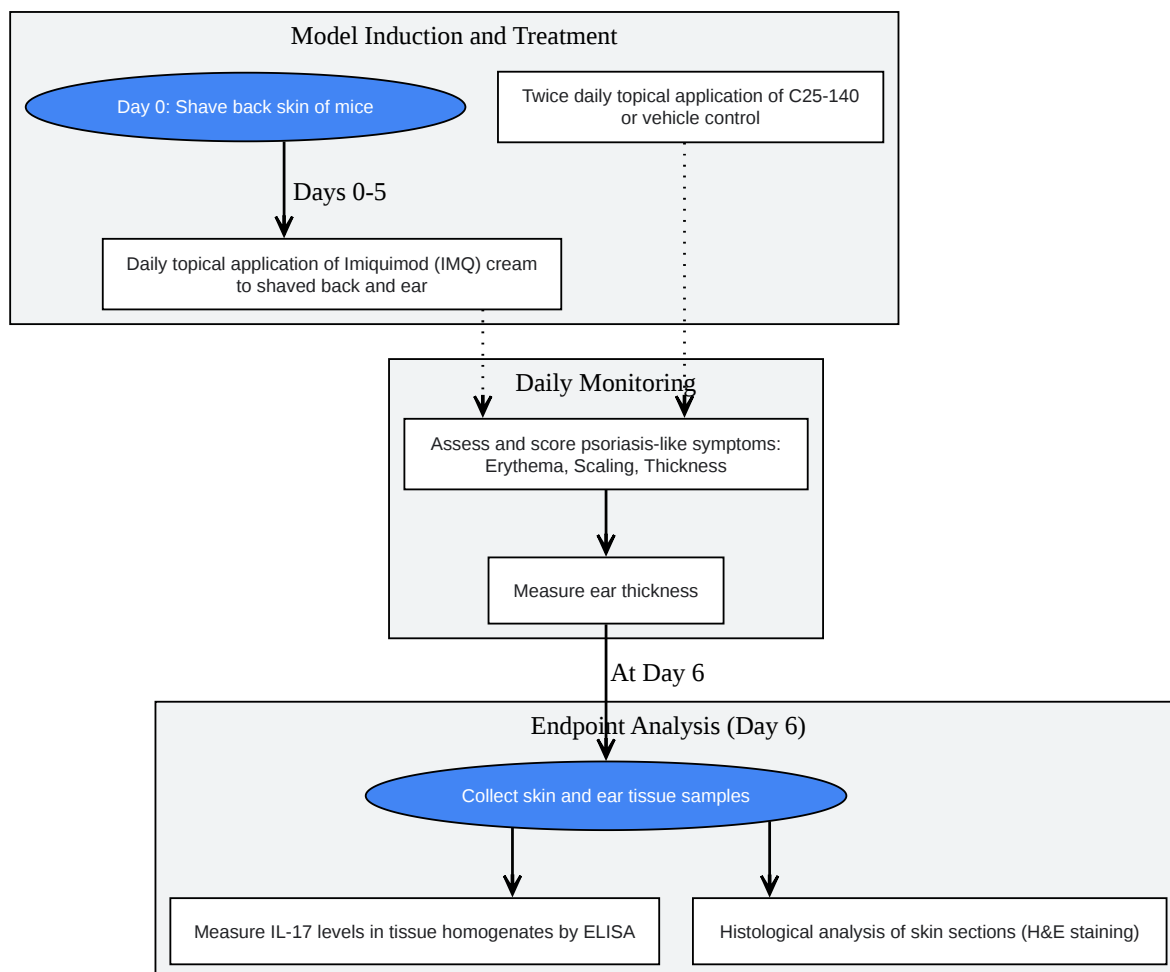 Model Induction and Treatment
Day 0: Shave back skin of mice
Twice daily topical application of C25-140
or vehicle control
Days 0-5
Daily topical application of Imiquimod (IMQ) cream
to shaved back and ear
Daily Monitoring
Assess and score psoriasis-like symptoms:
Erythema, Scaling, Thickness
Measure ear thickness
At Day 6
Endpoint Analysis (Day 6)
Collect skin and ear tissue samples
Measure IL-17 levels in tissue homogenates by ELISA
Histological analysis of skin sections (H&E staining)